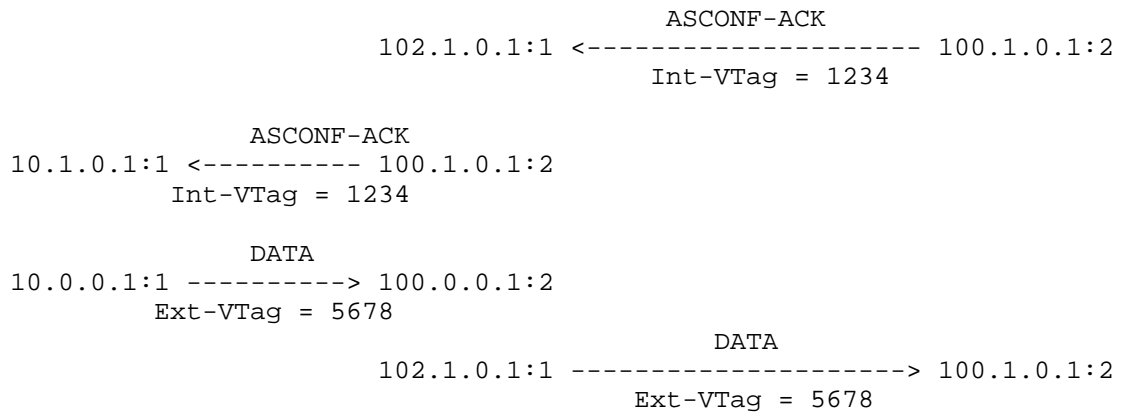 ASCONF-ACK
102.1.0.1:1 <--------------------- 100.1.0.1:2
Int-VTag = 1234
ASCONF-ACK
10.1.0.1:1 <---------- 100.1.0.1:2
Int-VTag = 1234
DATA
10.0.0.1:1 ----------> 100.0.0.1:2
Ext-VTag = 5678
DATA
102.1.0.1:1 ---------------------> 100.1.0.1:2
Ext-VTag = 5678